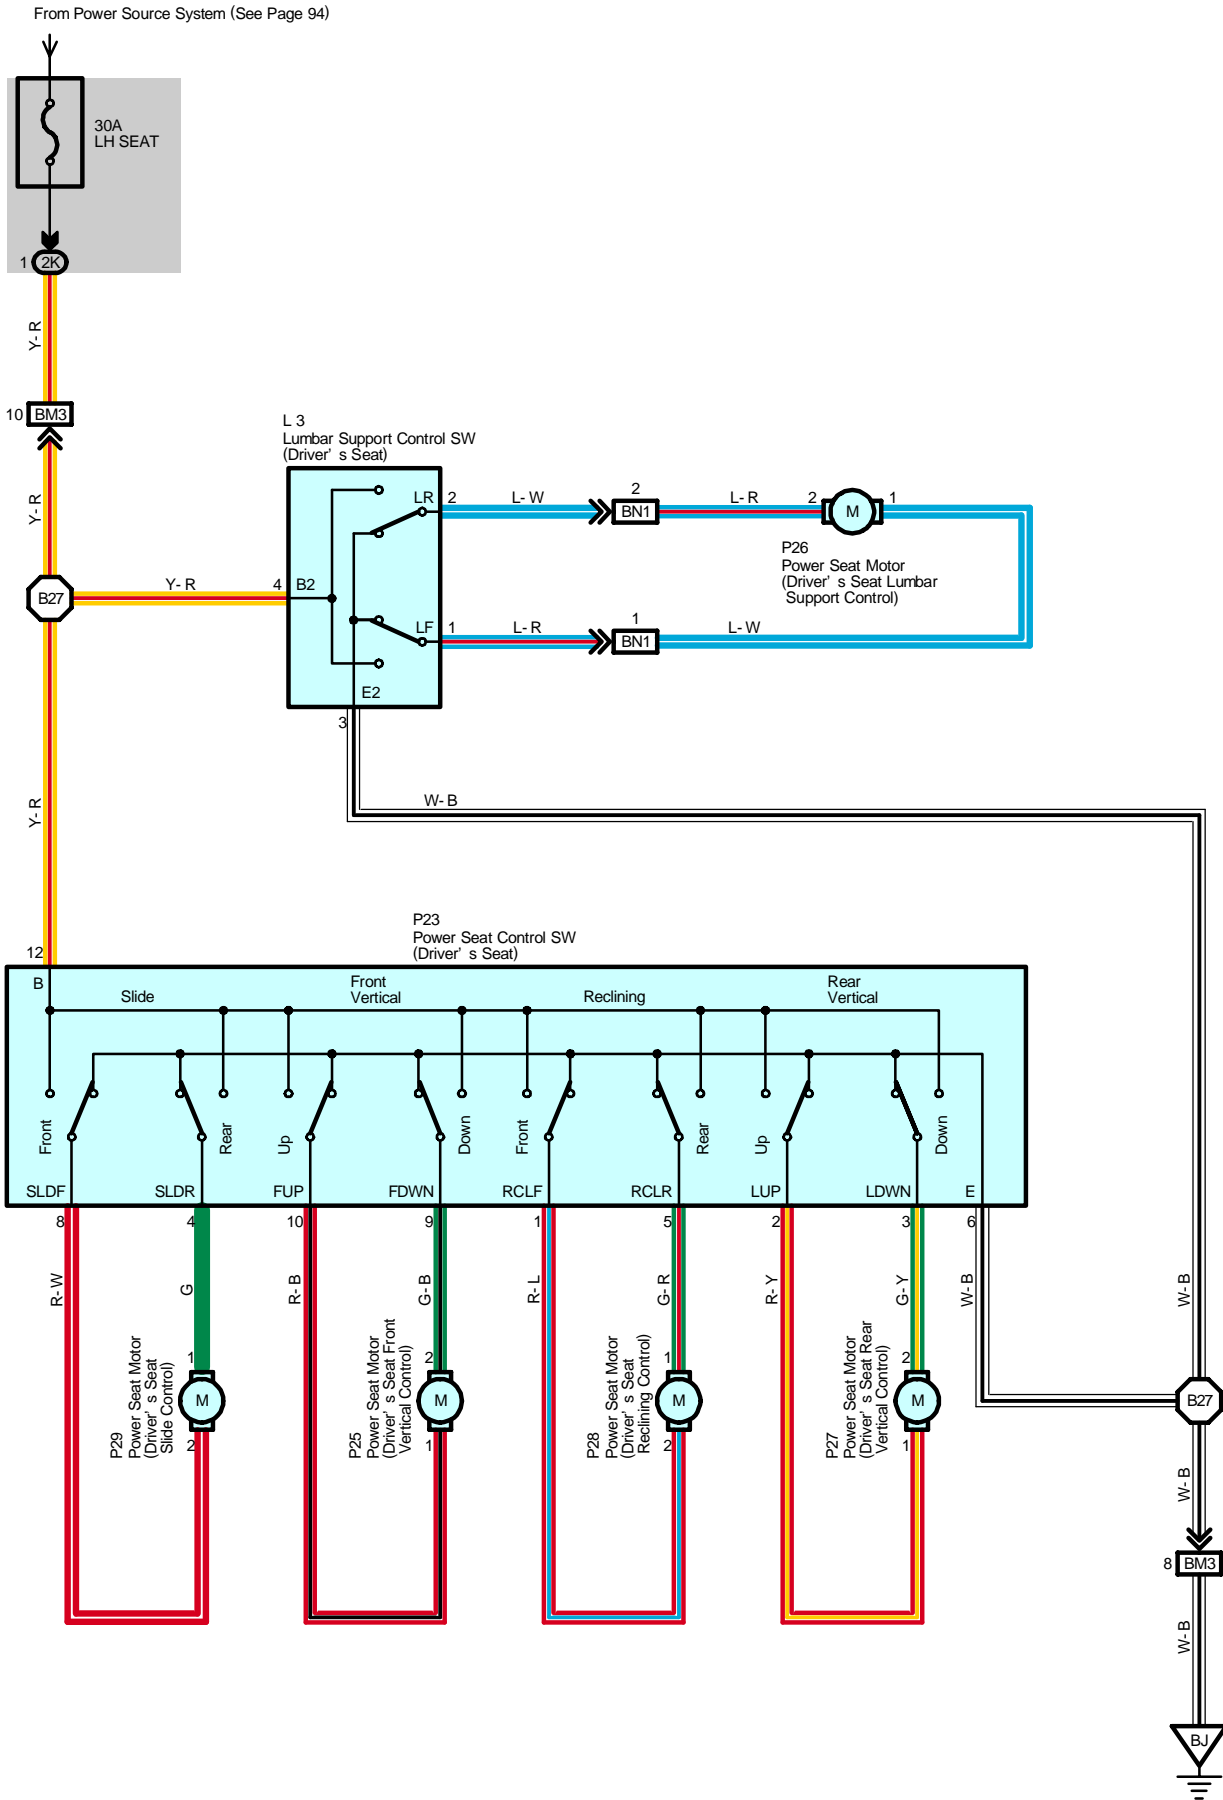 From Power Source System (See Page 94)
30A
LH SEAT
1 2K
Y-R
10 BM3
Y-R
B27
Y-R
L 3
Lumbar Support Control SW
(Driver' s Seat)
4 B2
LR 2
L-W
2
BN1
L-R
2 M 1
P26
Power Seat Motor
(Driver' s Seat Lumbar
Support Control)
LF 1
L-R
1
BN1
L-W
E2
3
W-B
Y-R
P23
Power Seat Control SW
(Driver' s Seat)
12
B
Slide
Front
Vertical
Reclining
Rear
Vertical
Front
Rear
Up
Down
Front
Rear
Up
Down
SLDF
SLDR
FUP
FDWN
RCLF
RCLR
LUP
LDWN
E
8
4
10
9
1
5
2
3
6
R-W
G
R-B
G-B
R-L
G-R
R-Y
G-Y
W-B
W-B
P29
Power Seat Motor
(Driver' s Seat
Slide Control)
1
M
2
P25
Power Seat Motor
(Driver' s Seat Front
Vertical Control)
2
M
1
P28
Power Seat Motor
(Driver' s Seat
Reclining Control)
1
M
2
P27
Power Seat Motor
(Driver' s Seat Rear
Vertical Control)
2
M
1
B27
W-B
8 BM3
W-B
BJ